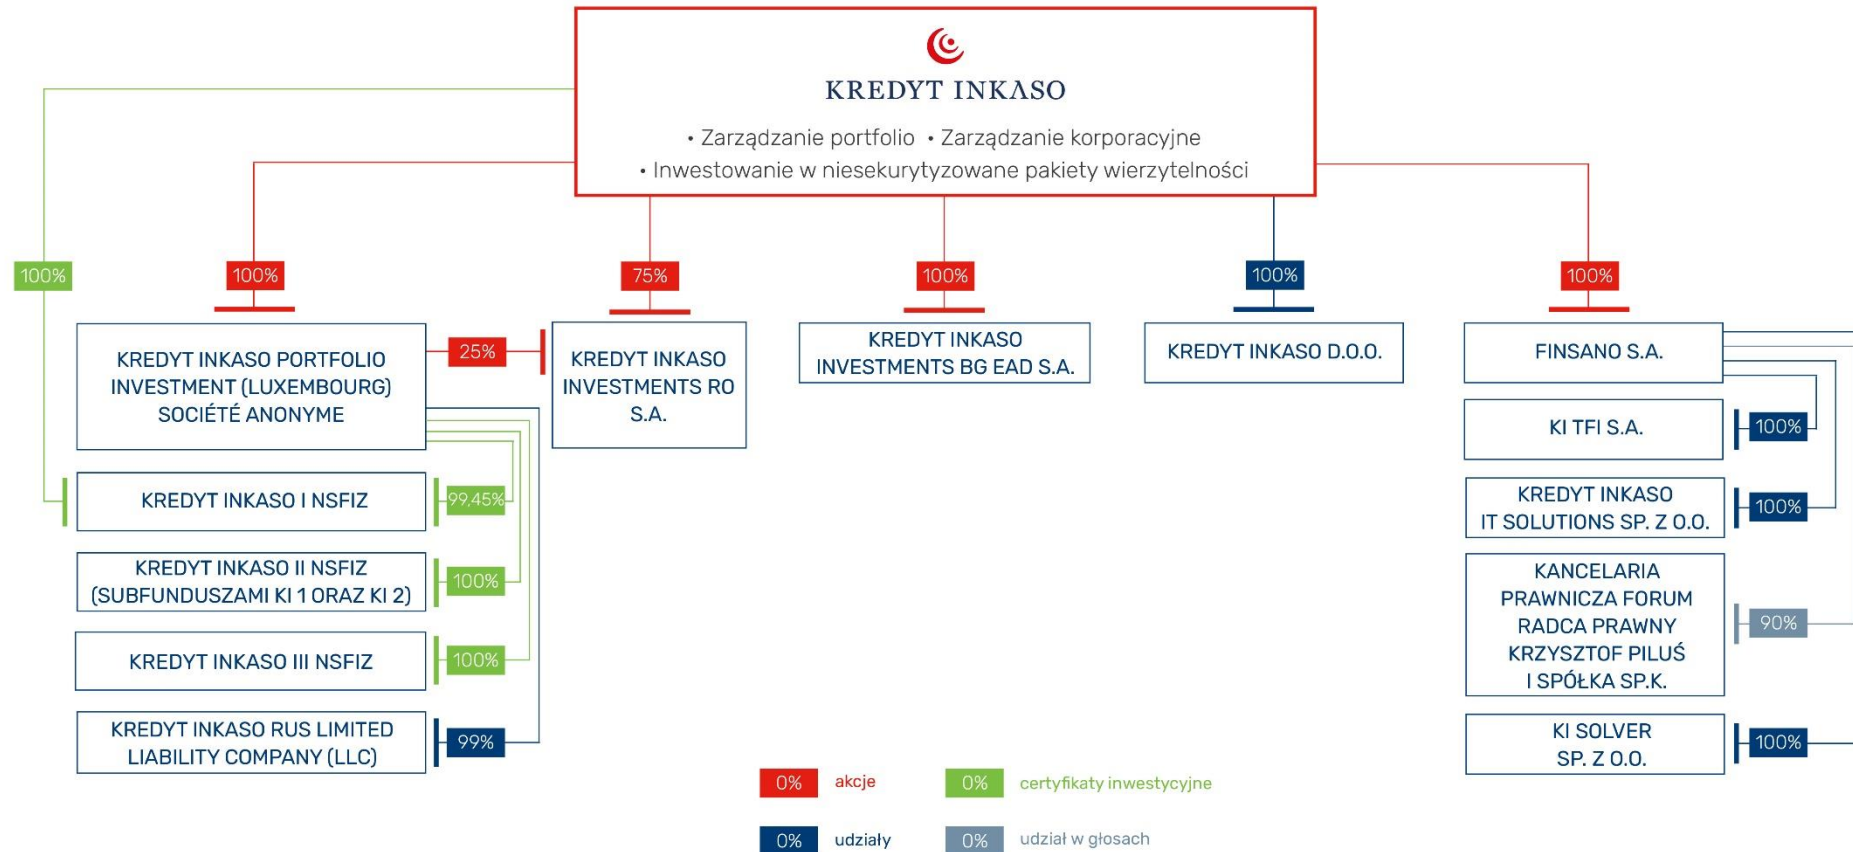 KREDYT INKΛSO
• Zarządzanie portfolio • Zarządzanie korporacyjne
• Inwestowanie w niesekurytyzowane pakiety wierzytelności
100%
100%
75%
100%
100%
100%
KREDYT INKASO PORTFOLIO
INVESTMENT (LUXEMBOURG)
SOCIÉTÉ ANONYME
25%
KREDYT INKASO
INVESTMENTS RO
S.A.
KREDYT INKASO
INVESTMENTS BG EAD S.A.
KREDYT INKASO D.O.O.
FINSANO S.A.
KI TFI S.A.
100%
KREDYT INKASO I NSFIZ
99,45%
KREDYT INKASO
IT SOLUTIONS SP. Z O.O.
100%
KREDYT INKASO II NSFIZ
(SUBFUNDUSZAMI KI 1 ORAZ KI 2)
100%
KANCELARIA
PRAWNICZA FORUM
RADCA PRAWNY
KRZYSZTOF PILUŚ
I SPÓŁKA SP.K.
90%
KREDYT INKASO III NSFIZ
100%
KREDYT INKASO RUS LIMITED
LIABILITY COMPANY (LLC)
99%
KI SOLVER
SP. Z O.O.
100%
0% akcje
0% certyfikaty inwestycyjne
0% udziały
0% udział w głosach